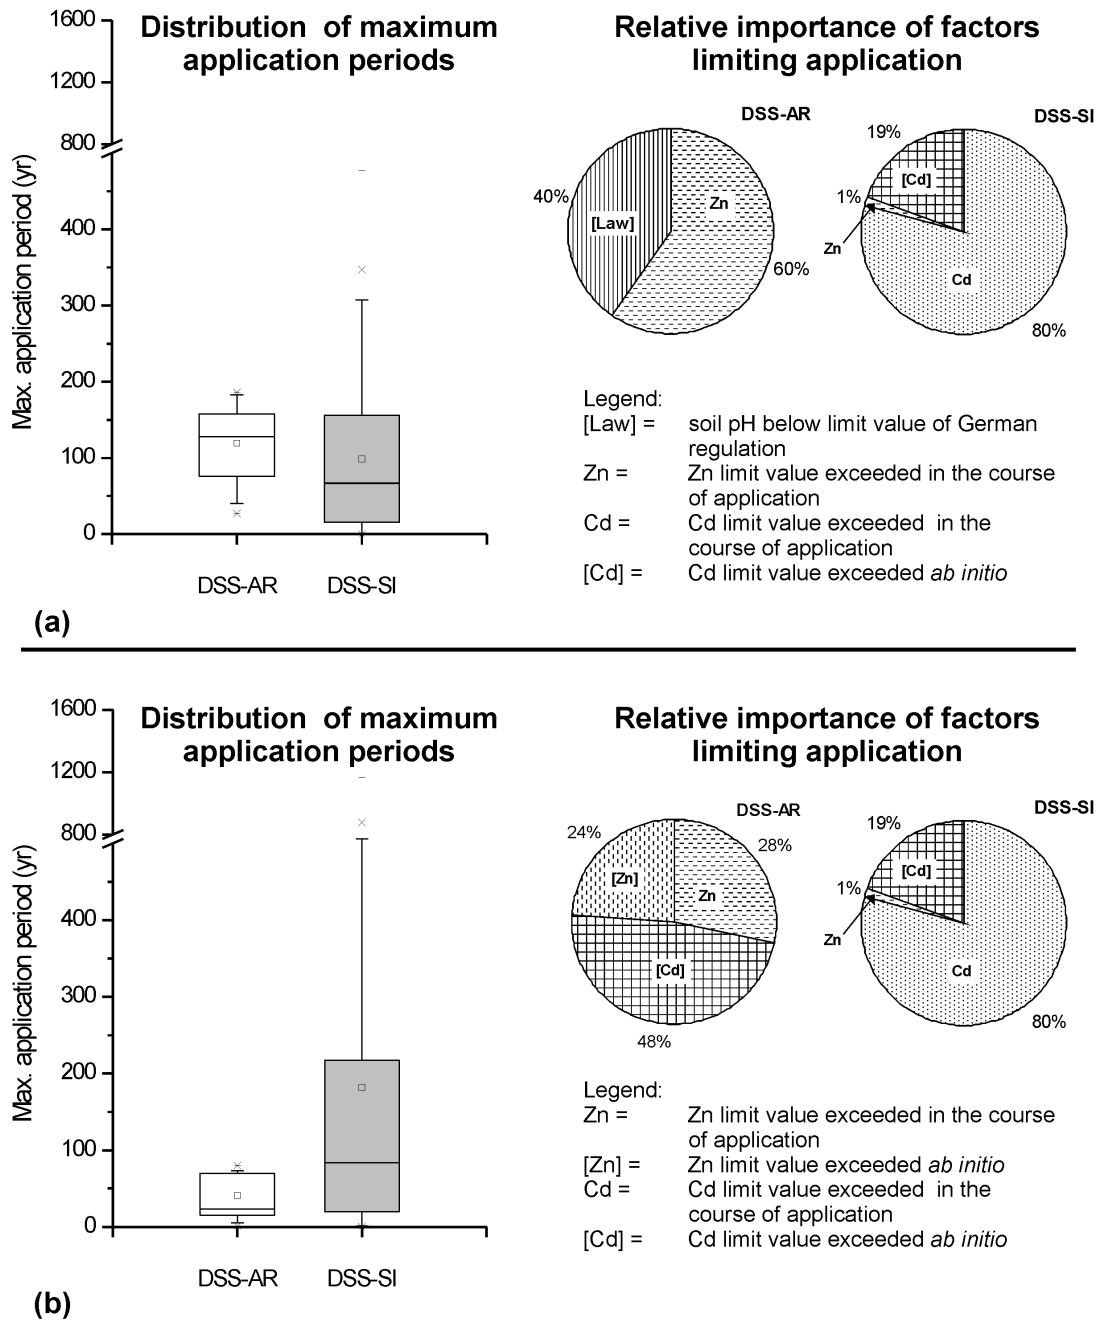 Distribution of maximum
application periods
Max. application period (yr)
1600
1200
800
400
300
200
100
0
DSS-AR
DSS-SI
Relative importance of factors
limiting application
DSS-AR
40%
[Law]
Zn
60%
DSS-SI
19%
[Cd]
1%
Zn
Cd
80%
Legend:
[Law] = soil pH below limit value of German
regulation
Zn = Zn limit value exceeded in the course
of application
Cd = Cd limit value exceeded in the
course of application
[Cd] = Cd limit value exceeded ab initio
(a)
Distribution of maximum
application periods
Max. application period (yr)
1600
1200
800
400
300
200
100
0
DSS-AR
DSS-SI
Relative importance of factors
limiting application
DSS-AR
24%
28%
[Zn]
Zn
[Cd]
48%
DSS-SI
19%
[Cd]
1%
Zn
Cd
80%
Legend:
Zn = Zn limit value exceeded in the course
of application
[Zn] = Zn limit value exceeded ab initio
Cd = Cd limit value exceeded in the
course of application
[Cd] = Cd limit value exceeded ab initio
(b)